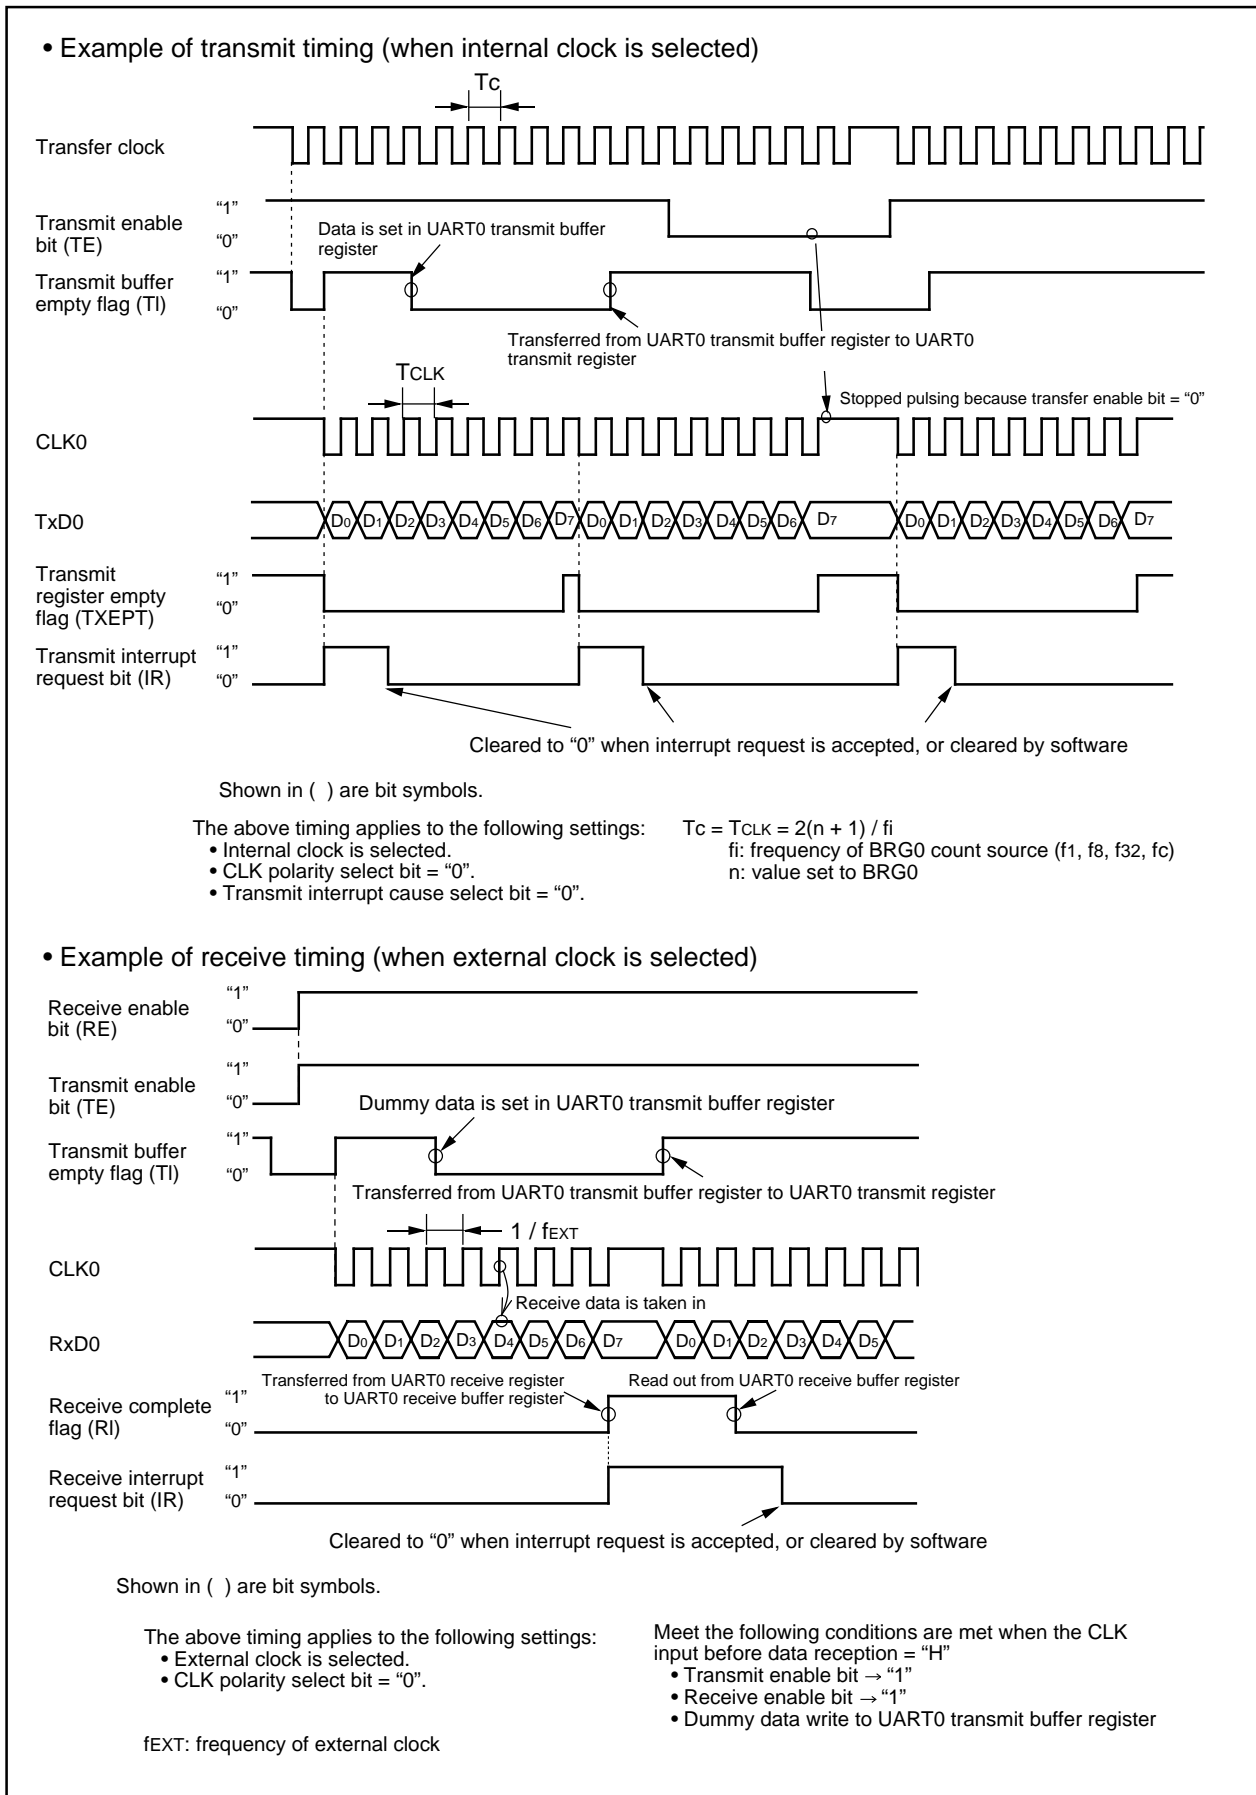 • Example of transmit timing (when internal clock is selected)
Tc
Transfer clock
Transmit enable
bit (TE)
“1”
“0”
Data is set in UART0 transmit buffer
register
Transmit buffer
empty flag (Tl)
“1”
“0”
Transferred from UART0 transmit buffer register to UART0
transmit register
TCLK
Stopped pulsing because transfer enable bit = “0”
CLK0
TxD0
D0 D1 D2 D3 D4 D5 D6 D7 D0 D1 D2 D3 D4 D5 D6 D7 D0 D1 D2 D3 D4 D5 D6 D7
Transmit
register empty
flag (TXEPT)
“1”
“0”
Transmit interrupt
request bit (IR)
“1”
“0”
Cleared to “0” when interrupt request is accepted, or cleared by software
Shown in ( ) are bit symbols.
The above timing applies to the following settings:
• Internal clock is selected.
• CLK polarity select bit = “0”.
• Transmit interrupt cause select bit = “0”.
Tc = TCLK = 2(n + 1) / fi
fi: frequency of BRG0 count source (f1, f8, f32, fc)
n: value set to BRG0
• Example of receive timing (when external clock is selected)
Receive enable
bit (RE)
“1”
“0”
Transmit enable
bit (TE)
“1”
“0”
Dummy data is set in UART0 transmit buffer register
Transmit buffer
empty flag (Tl)
“1”
“0”
Transferred from UART0 transmit buffer register to UART0 transmit register
1 / fEXT
CLK0
Receive data is taken in
RxD0
D0 D1 D2 D3 D4 D5 D6 D7 D0 D1 D2 D3 D4 D5
Transferred from UART0 receive register
to UART0 receive buffer register
Read out from UART0 receive buffer register
Receive complete
flag (Rl)
“1”
“0”
Receive interrupt
request bit (IR)
“1”
“0”
Cleared to “0” when interrupt request is accepted, or cleared by software
Shown in ( ) are bit symbols.
The above timing applies to the following settings:
• External clock is selected.
• CLK polarity select bit = “0”.
fEXT: frequency of external clock
Meet the following conditions are met when the CLK
input before data reception = “H”
• Transmit enable bit → “1”
• Receive enable bit → “1”
• Dummy data write to UART0 transmit buffer register